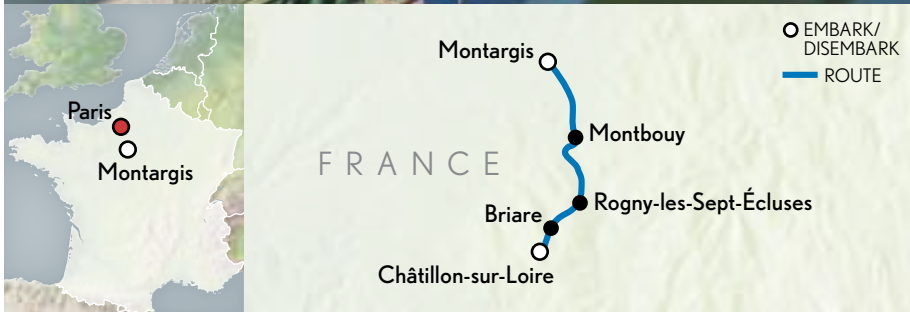 Paris
Montargis
FRANCE
Montargis
Montbouy
Rogny-les-Sept-Écluses
Briare
Châtillon-sur-Loire
EMBARK/
DISEMBARK
ROUTE